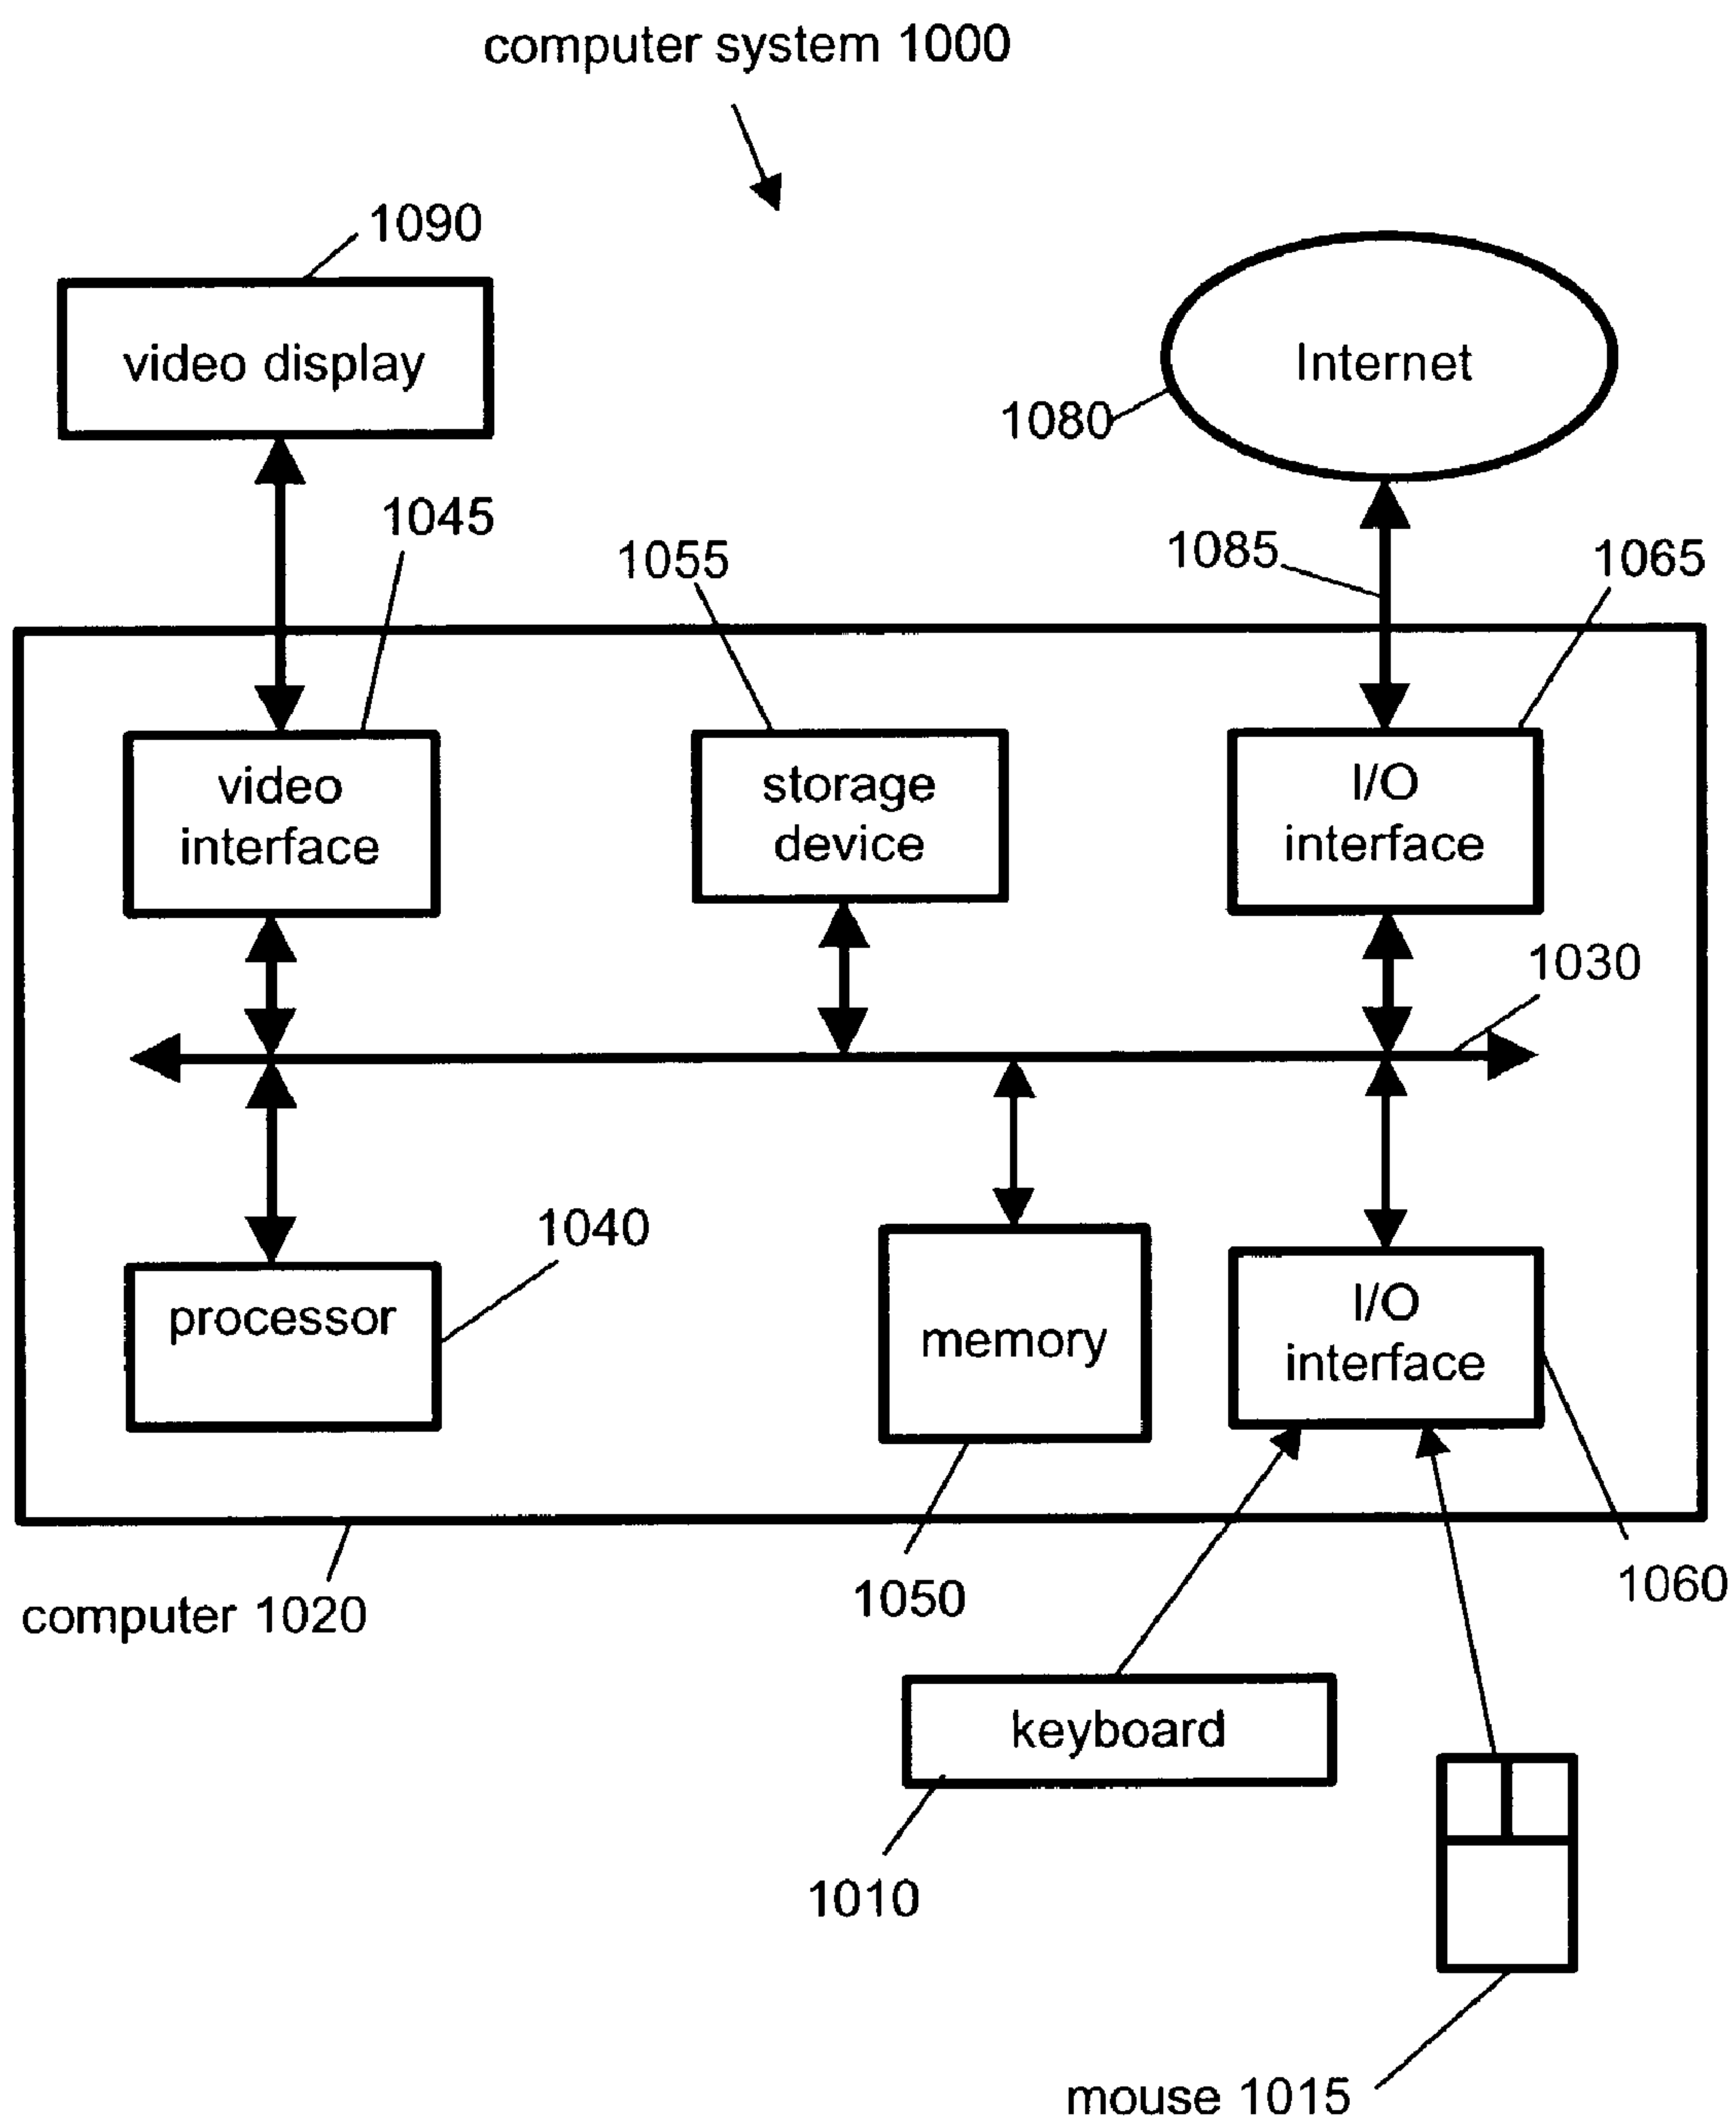 computer system 1000
1090
video display
Internet
1080
1045
1055
1085
1065
video
interface
storage
device
I/O
interface
1030
1040
processor
memory
I/O
interface
computer 1020
1050
1060
keyboard
1010
mouse 1015